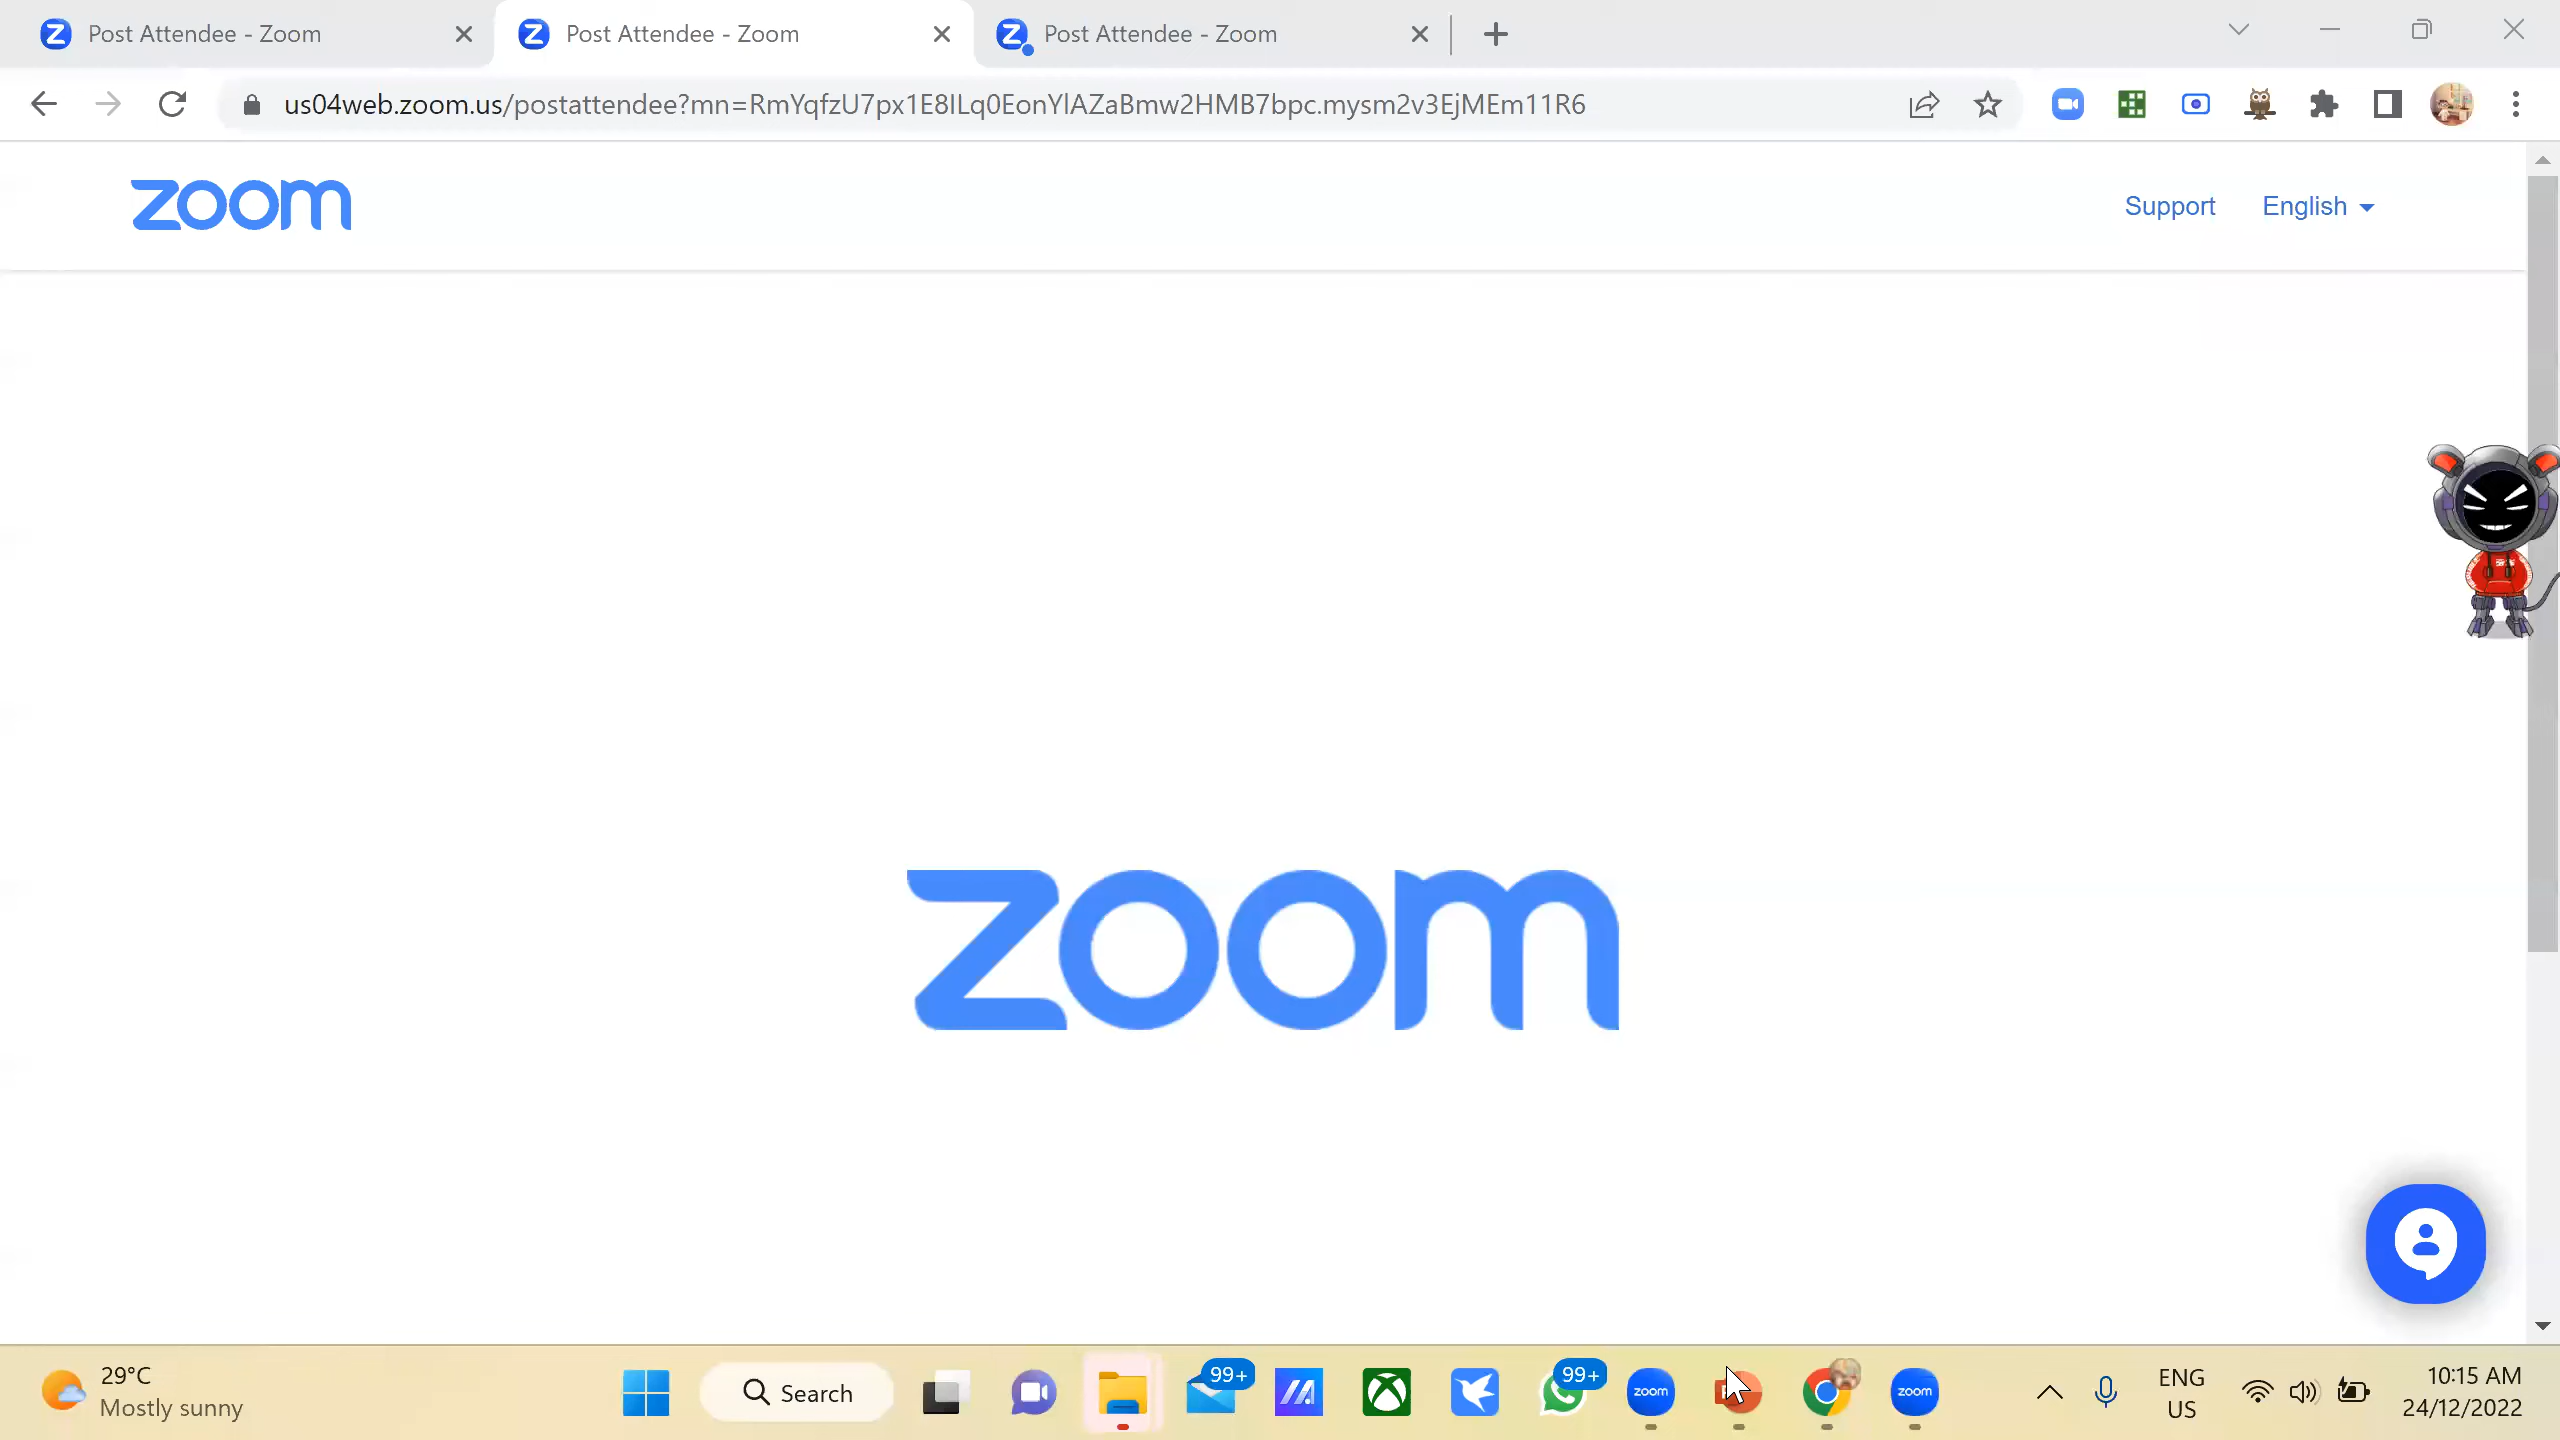 Post Attendee - Zoom
Post Attendee - Zoom
Post Attendee - Zoom
us04web.zoom.us/postattendee?mn=RmYqfzU7px1E8ILq0EonYlAZaBmw2HMB7bpc.mysm2v3EjMEm11R6
zoom
Support
English
zoom
29°C
Mostly sunny
Search
99+
99+
zoom
zoom
ENG
US
10:15 AM
24/12/2022